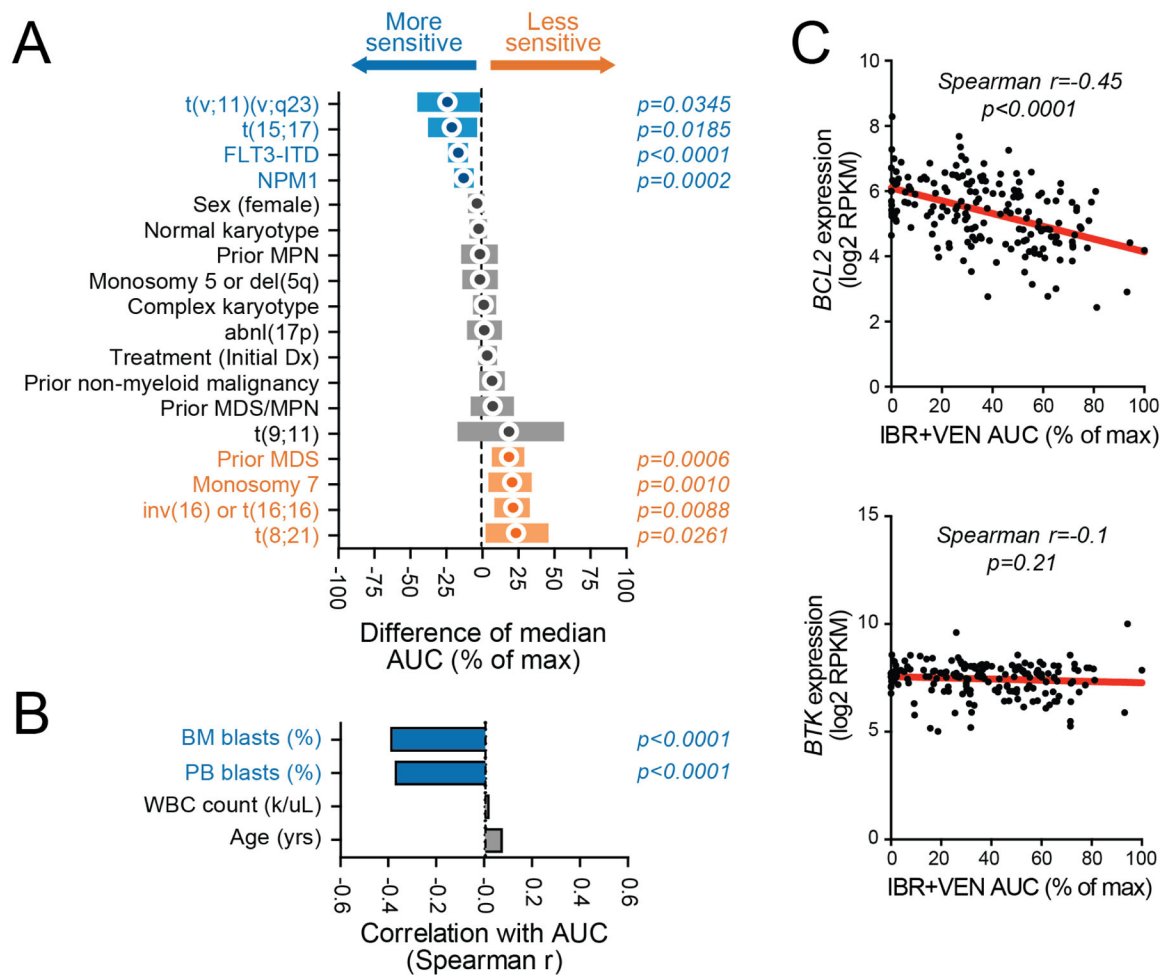 A
More
sensitive
Less
sensitive
t(v;11)(v;q23)
p=0.0345
t(15;17)
p=0.0185
FLT3-ITD
p<0.0001
NPM1
p=0.0002
Sex (female)
Normal karyotype
Prior MPN
Monosomy 5 or del(5q)
Complex karyotype
abnl(17p)
Treatment (Initial Dx)
Prior non-myeloid malignancy
Prior MDS/MPN
t(9;11)
Prior MDS
p=0.0006
Monosomy 7
p=0.0010
inv(16) or t(16;16)
p=0.0088
t(8;21)
p=0.0261
-100 -75 -50 -25 0 25 50 75 100
Difference of median
AUC (% of max)
B
BM blasts (%)
p<0.0001
PB blasts (%)
p<0.0001
WBC count (k/uL)
Age (yrs)
-0.6 -0.4 -0.2 -0.0 0.2 0.4 0.6
Correlation with AUC
(Spearman r)
C
Spearman r=-0.45
p<0.0001
BCL2 expression
(log2 RPKM)
10
8
6
4
2
0
0 20 40 60 80 100
IBR+VEN AUC (% of max)
Spearman r=-0.1
p=0.21
BTK expression
(log2 RPKM)
15
10
5
0
0 20 40 60 80 100
IBR+VEN AUC (% of max)